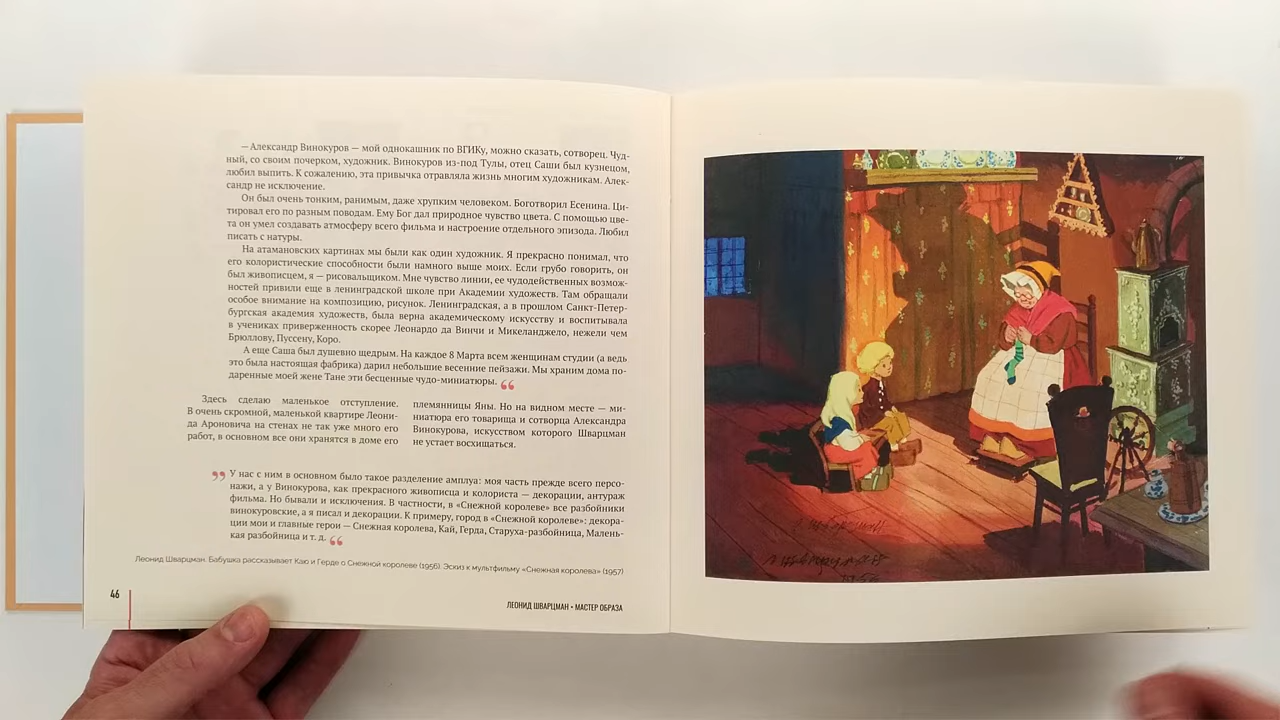 — Александр Винокуров — мой однокашник по ВГИКу, можно сказать, сотворец. Чуд-
ный, со своим почерком, художник. Винокуров из-под Тулы, отец Саши был кузнецом,
любил выпить. К сожалению, эта привычка отравляла жизнь многим художникам. Алек-
сандр не исключение.
Он был очень тонким, ранимым, даже хрупким человеком. Боготворил Есенина. Ци-
тировал его по разным поводам. Ему Бог дал природное чувство цвета. С помощью цве-
та он умел создавать атмосферу всего фильма и настроение отдельного эпизода. Любил
писать с натуры.
На атамановских картинах мы были как один художник. Я прекрасно понимал, что
его колористические способности были намного выше моих. Если грубо говорить, он
был живописцем, я — рисовальщиком. Мне чувство линии, ее чудодейственных возмож-
ностей привили еще в ленинградской школе при Академии художеств. Там обращали
особое внимание на композицию, рисунок. Ленинградская, а в прошлом Санкт-Петер-
бургская академия художеств, была верна академическому искусству и воспитывала
в учениках приверженность скорее Леонардо да Винчи и Микеланджело, нежели чем
Брюллову, Пуссену, Коро.
А еще Саша был душевно щедрым. На каждое 8 Марта всем женщинам студии (а ведь
это была настоящая фабрика) дарил небольшие весенние пейзажи. Мы храним дома по-
даренные моей жене Тане эти бесценные чудо-миниатюры. “
Здесь сделаю маленькое отступление.
В очень скромной, маленькой квартире Леони-
да Ароновича на стенах не так уже много его
работ, в основном все они хранятся в доме его
племянницы Яны. Но на видном месте — ми-
ниатюра его товарища и сотворца Александра
Винокурова, искусством которого Шварцман
не устает восхищаться.
” У нас с ним в основном было такое разделение амплуа: моя часть прежде всего персо-
нажи, а у Винокурова, как прекрасного живописца и колориста — декорации, антураж
фильма. Но бывали и исключения. В частности, в «Снежной королеве» все разбойники
винокуровские, а я писал и декорации. К примеру, город в «Снежной королеве»: декора-
ции мои и главные герои — Снежная королева, Кай, Герда, Старуха-разбойница, Малень-
кая разбойница и т. д. “
Леонид Шварцман. Бабушка рассказывает Каю и Герде о Снежной королеве (1956). Эскиз к мультфильму «Снежная королева» (1957)
46
ЛЕОНИД ШВАРЦМАН • МАСТЕР ОБРАЗА